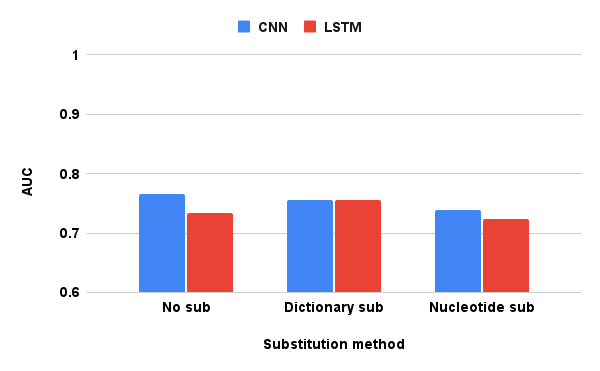 CNN LSTM
1
0.9
0.8
0.7
0.6
AUC
No sub Dictionary sub Nucleotide sub
Substitution method